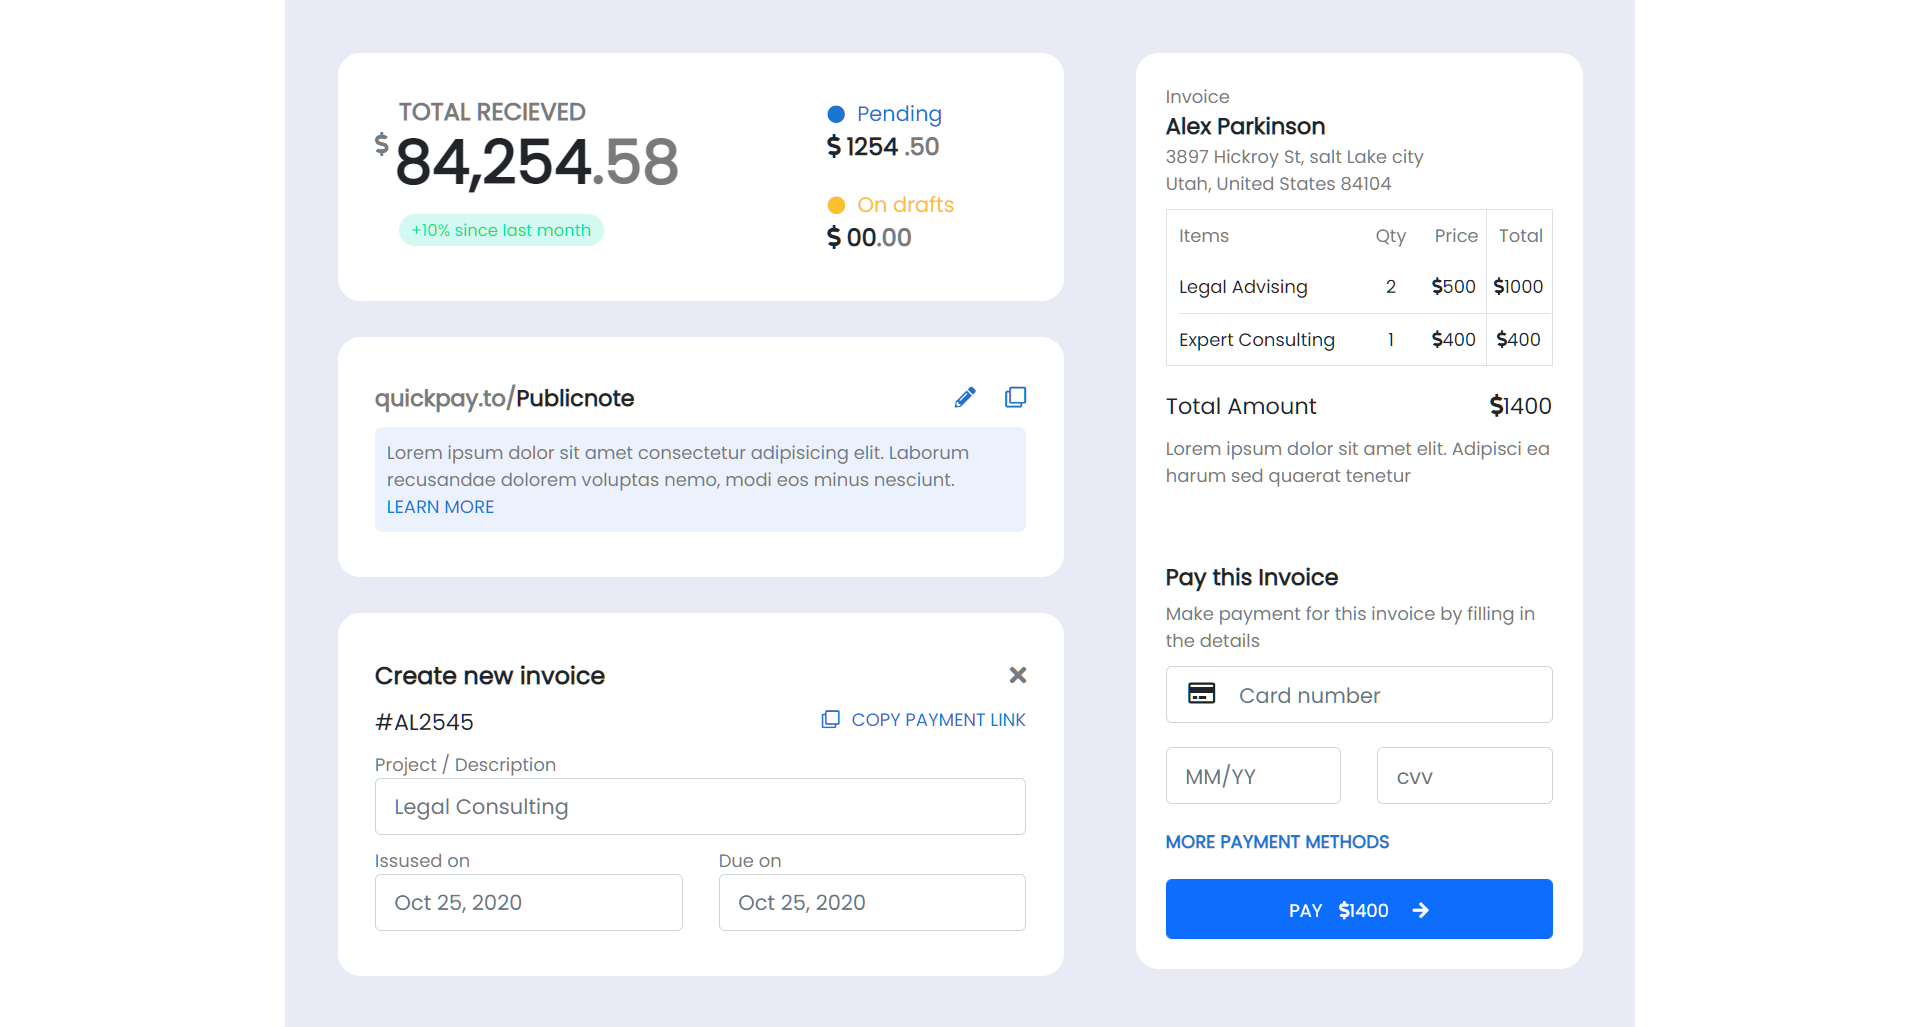 TOTAL RECIEVED
$84,254.58
+10% since last month
Pending
$ 1254 .50
On drafts
$ 00.00
quickpay.to/Publicnote
Lorem ipsum dolor sit amet consectetur adipisicing elit. Laborum
recusandae dolorem voluptas nemo, modi eos minus nesciunt.
LEARN MORE
Create new invoice
#AL2545
COPY PAYMENT LINK
Project / Description
Legal Consulting
Issused on
Due on
Oct 25, 2020
Oct 25, 2020
Invoice
Alex Parkinson
3897 Hickroy St, salt Lake city
Utah, United States 84104
Items Qty Price Total
Legal Advising 2 $500 $1000
Expert Consulting 1 $400 $400
Total Amount $1400
Lorem ipsum dolor sit amet elit. Adipisci ea
harum sed quaerat tenetur
Pay this Invoice
Make payment for this invoice by filling in
the details
Card number
MM/YY
cvv
MORE PAYMENT METHODS
PAY $1400